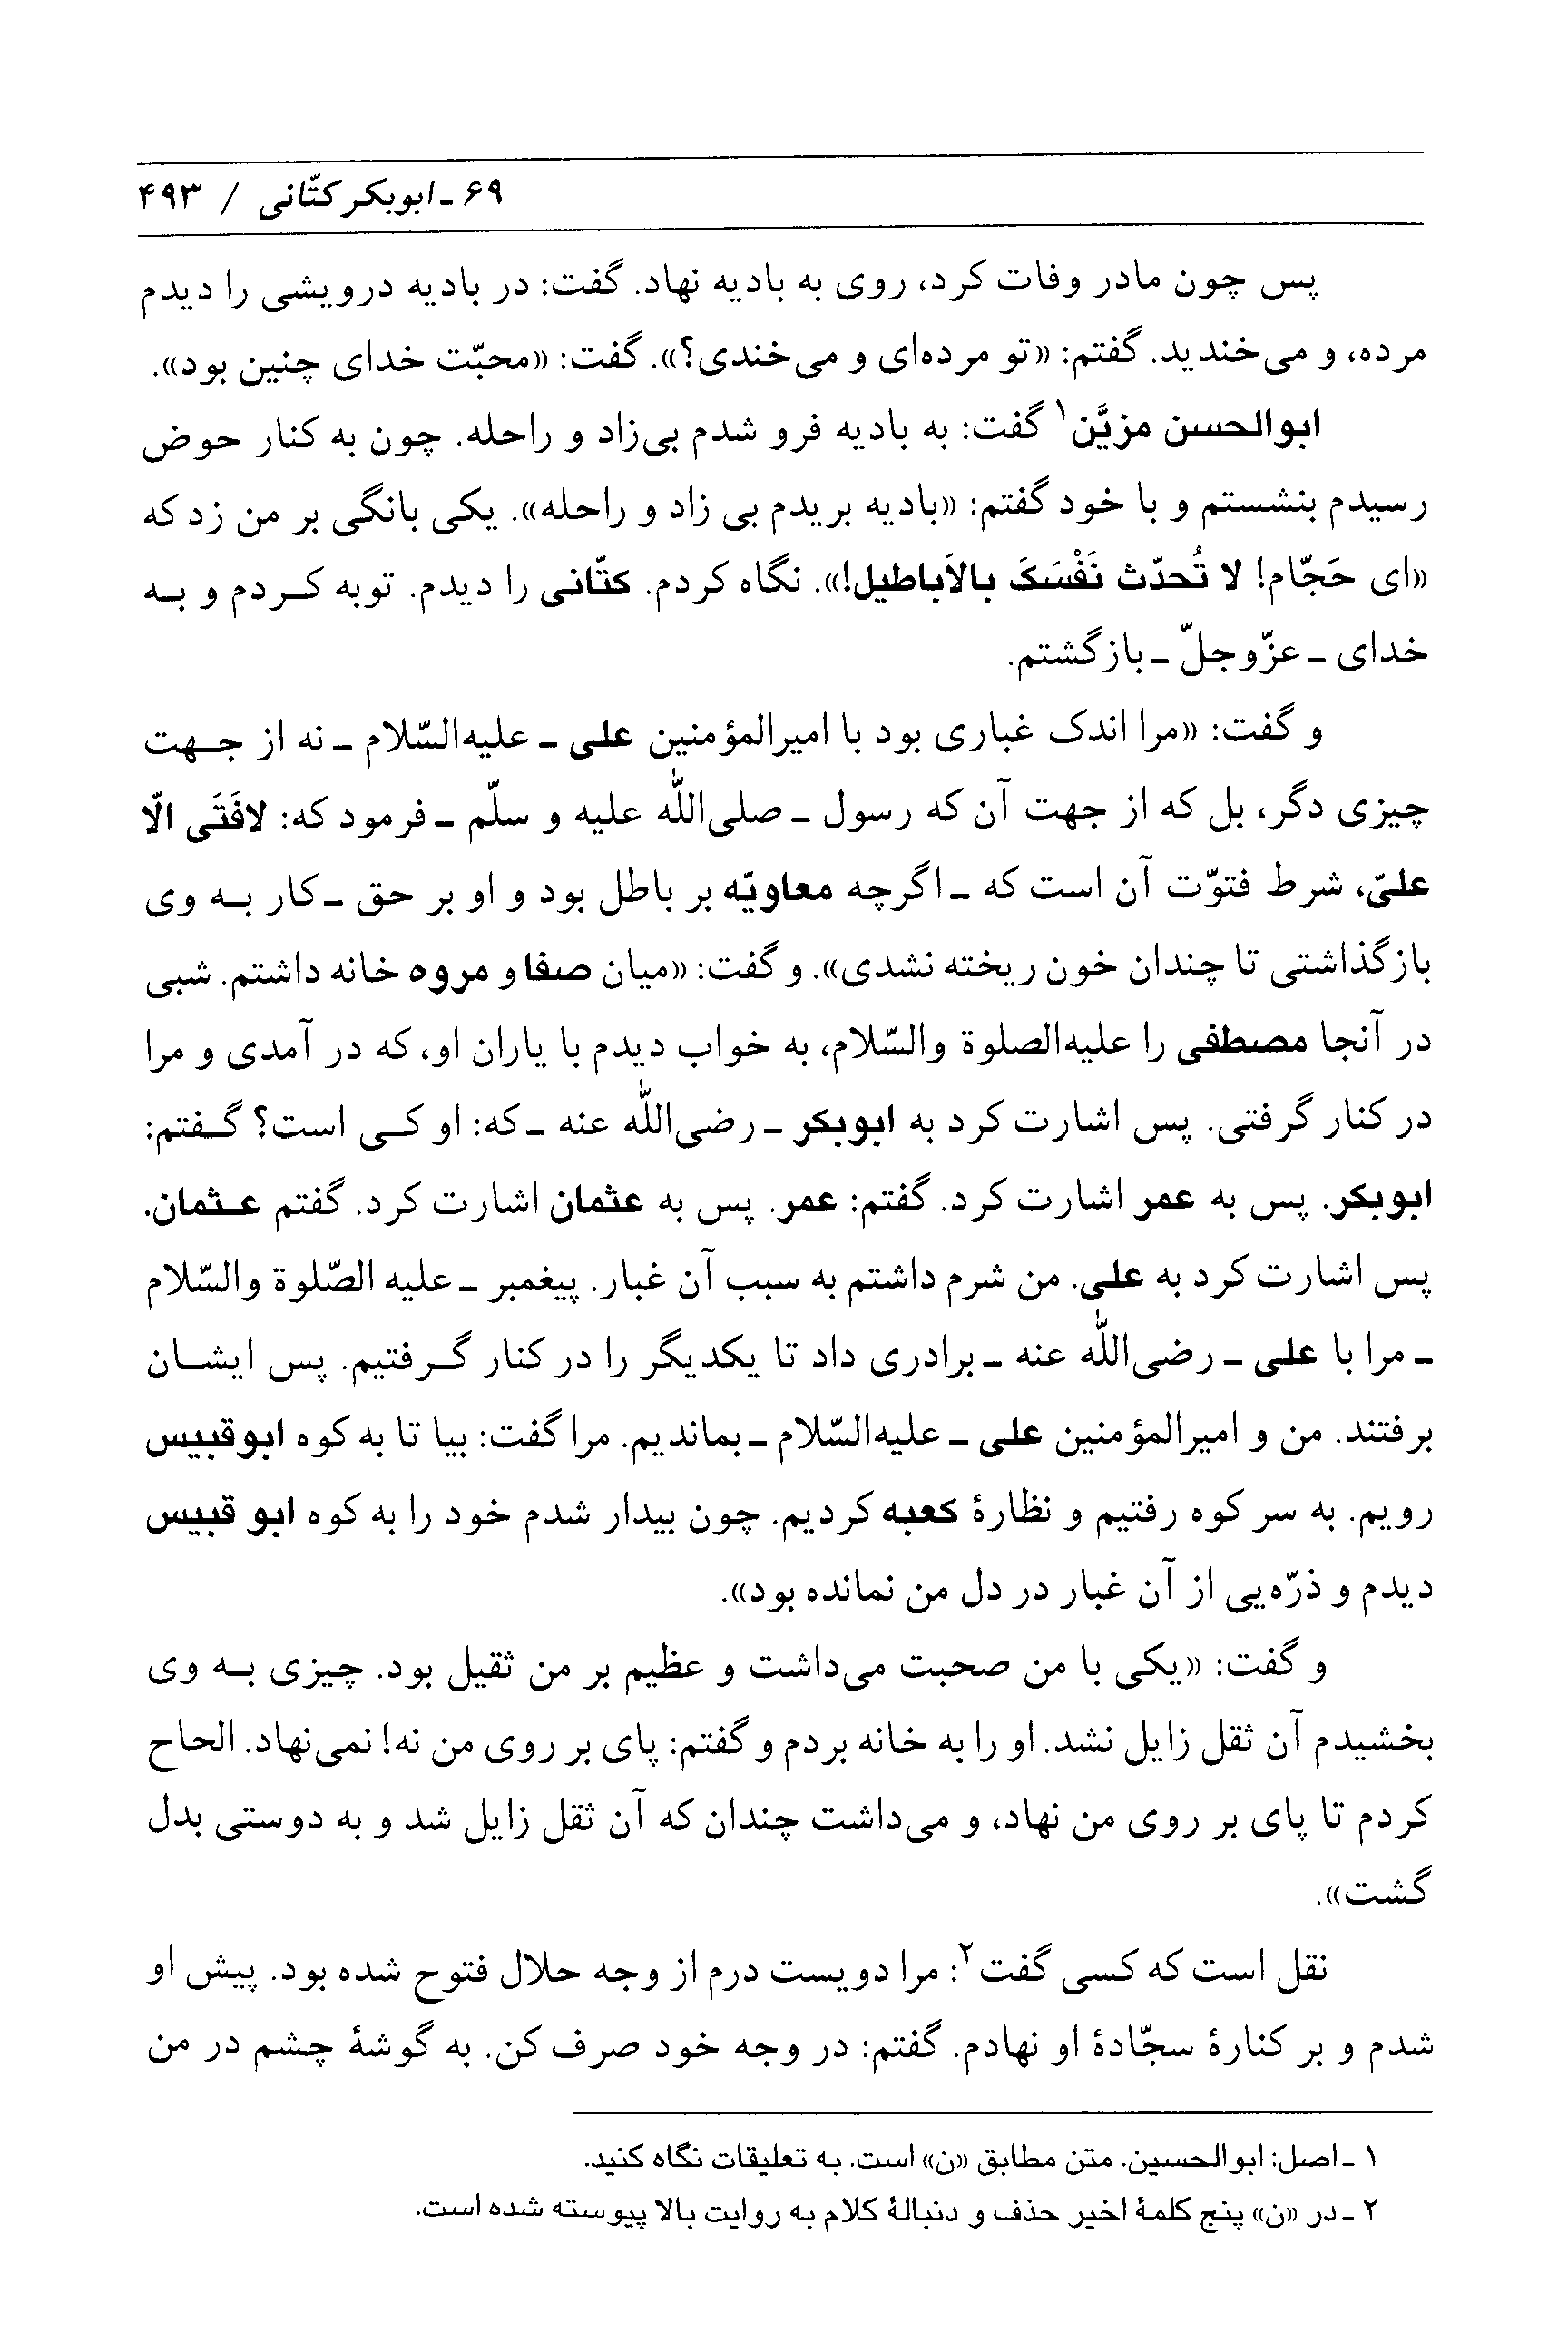 ۶۹ - ابوبکر کتّانی / ۴۹۳
پس چون مادر وفات کرد، روی به بادیه نهاد. گفت: در بادیه درویشی را دیدم
مرده، و می‌خندید. گفتم: «تو مرده‌ای و می‌خندی؟». گفت: «محبّت خدای چنین بود».
ابوالحسن مزیَّن۱ گفت: به بادیه فرو شدم بی‌زاد و راحله. چون به کنار حوض
رسیدم بنشستم و با خود گفتم: «بادیه بریدم بی زاد و راحله». یکی بانگی بر من زد که
«ای حَجّام! لا تُحدّث نَفْسَکَ بالاَباطیل!». نگاه کردم. کتّانی را دیدم. توبه کـردم و بـه
خدای - عزّوجلّ - بازگشتم.
و گفت: «مرا اندک غباری بود با امیرالمؤمنین علی - علیه‌السّلام - نه از جـهت
چیزی دگر، بل که از جهت آن که رسول - صلی‌اللّٰه علیه و سلّم - فرمود که: لافَتَی الّا
علیّ، شرط فتوّت آن است که - اگرچه معاویّه بر باطل بود و او بر حق - کار بـه وی
بازگذاشتی تا چندان خون ریخته نشدی». و گفت: «میان صفا و مروه خانه داشتم. شبی
در آنجا مصطفی را علیه‌الصلوة والسّلام، به خواب دیدم با یاران او، که در آمدی و مرا
در کنار گرفتی. پس اشارت کرد به ابوبکر - رضی‌اللّٰه عنه - که: او کـی است؟ گـفتم:
ابوبکر. پس به عمر اشارت کرد. گفتم: عمر. پس به عثمان اشارت کرد. گفتم عـثمان.
پس اشارت کرد به علی. من شرم داشتم به سبب آن غبار. پیغمبر - علیه الصّلوة والسّلام
- مرا با علی - رضی‌اللّٰه عنه - برادری داد تا یکدیگر را در کنار گـرفتیم. پس ایشـان
برفتند. من و امیرالمؤمنین علی - علیه‌السّلام - بماندیم. مرا گفت: بیا تا به کوه ابوقبیس
رویم. به سر کوه رفتیم و نظارهٔ کعبه کردیم. چون بیدار شدم خود را به کوه ابو قبیس
دیدم و ذرّه‌یی از آن غبار در دل من نمانده بود».
و گفت: «یکی با من صحبت می‌داشت و عظیم بر من ثقیل بود. چیزی بـه وی
بخشیدم آن ثقل زایل نشد. او را به خانه بردم و گفتم: پای بر روی من نه! نمی‌نهاد. الحاح
کردم تا پای بر روی من نهاد، و می‌داشت چندان که آن ثقل زایل شد و به دوستی بدل
گشت».
نقل است که کسی گفت۲: مرا دویست درم از وجه حلال فتوح شده بود. پیش او
شدم و بر کنارهٔ سجّادهٔ او نهادم. گفتم: در وجه خود صرف کن. به گوشهٔ چشم در من
۱ - اصل: ابوالحسین. متن مطابق «ن» است. به تعلیقات نگاه کنید.
۲ - در «ن» پنج کلمهٔ اخیر حذف و دنبالهٔ کلام به روایت بالا پیوسته شده است.